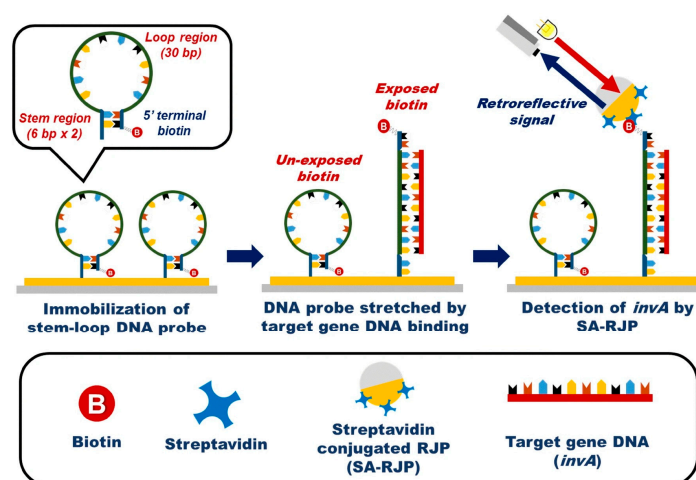 Loop region
(30 bp)
Stem region
(6 bp x 2)
5' terminal
biotin
B
Exposed
biotin
B
Retroreflective
signal
B
Un-exposed
biotin
B
B
B
B
Immobilization of
stem-loop DNA probe
DNA probe stretched by
target gene DNA binding
Detection of invA by
SA-RJP
B
Biotin
Streptavidin
Streptavidin
conjugated RJP
(SA-RJP)
Target gene DNA
(invA)